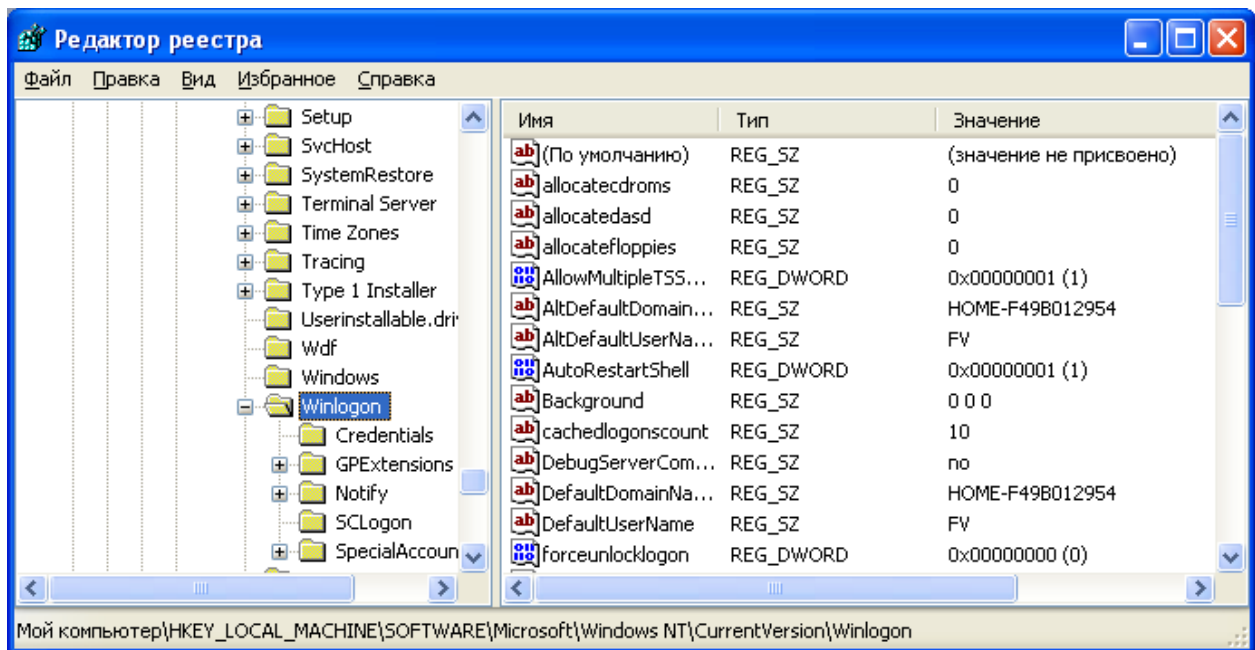 Редактор реестра
Файл Правка Вид Избранное Справка
Setup
SvcHost
SystemRestore
Terminal Server
Time Zones
Tracing
Type 1 Installer
Userinstallable.dri
Wdf
Windows
Winlogon
Credentials
GPExtensions
Notify
SCLogon
SpecialAccoun
Имя Тип Значение
(По умолчанию) REG_SZ (значение не присвоено)
allocatecdroms REG_SZ 0
allocatedasd REG_SZ 0
allocatefloppies REG_SZ 0
AllowMultipleTSS... REG_DWORD 0x00000001 (1)
AltDefaultDomain... REG_SZ HOME-F49B012954
AltDefaultUserNa... REG_SZ FV
AutoRestartShell REG_DWORD 0x00000001 (1)
Background REG_SZ 0 0 0
cachedlogonscount REG_SZ 10
DebugServerCom... REG_SZ no
DefaultDomainNa... REG_SZ HOME-F49B012954
DefaultUserName REG_SZ FV
forceunlocklogon REG_DWORD 0x00000000 (0)
Мой компьютер\HKEY_LOCAL_MACHINE\SOFTWARE\Microsoft\Windows NT\CurrentVersion\Winlogon